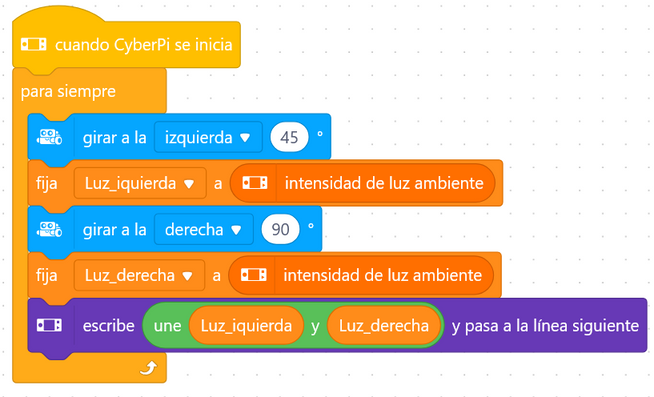 cuando CyberPi se inicia
para siempre
girar a la izquierda 45 °
fija Luz_iquierda a intensidad de luz ambiente
girar a la derecha 90 °
fija Luz_derecha a intensidad de luz ambiente
escribe une Luz_iquierda y Luz_derecha y pasa a la línea siguiente